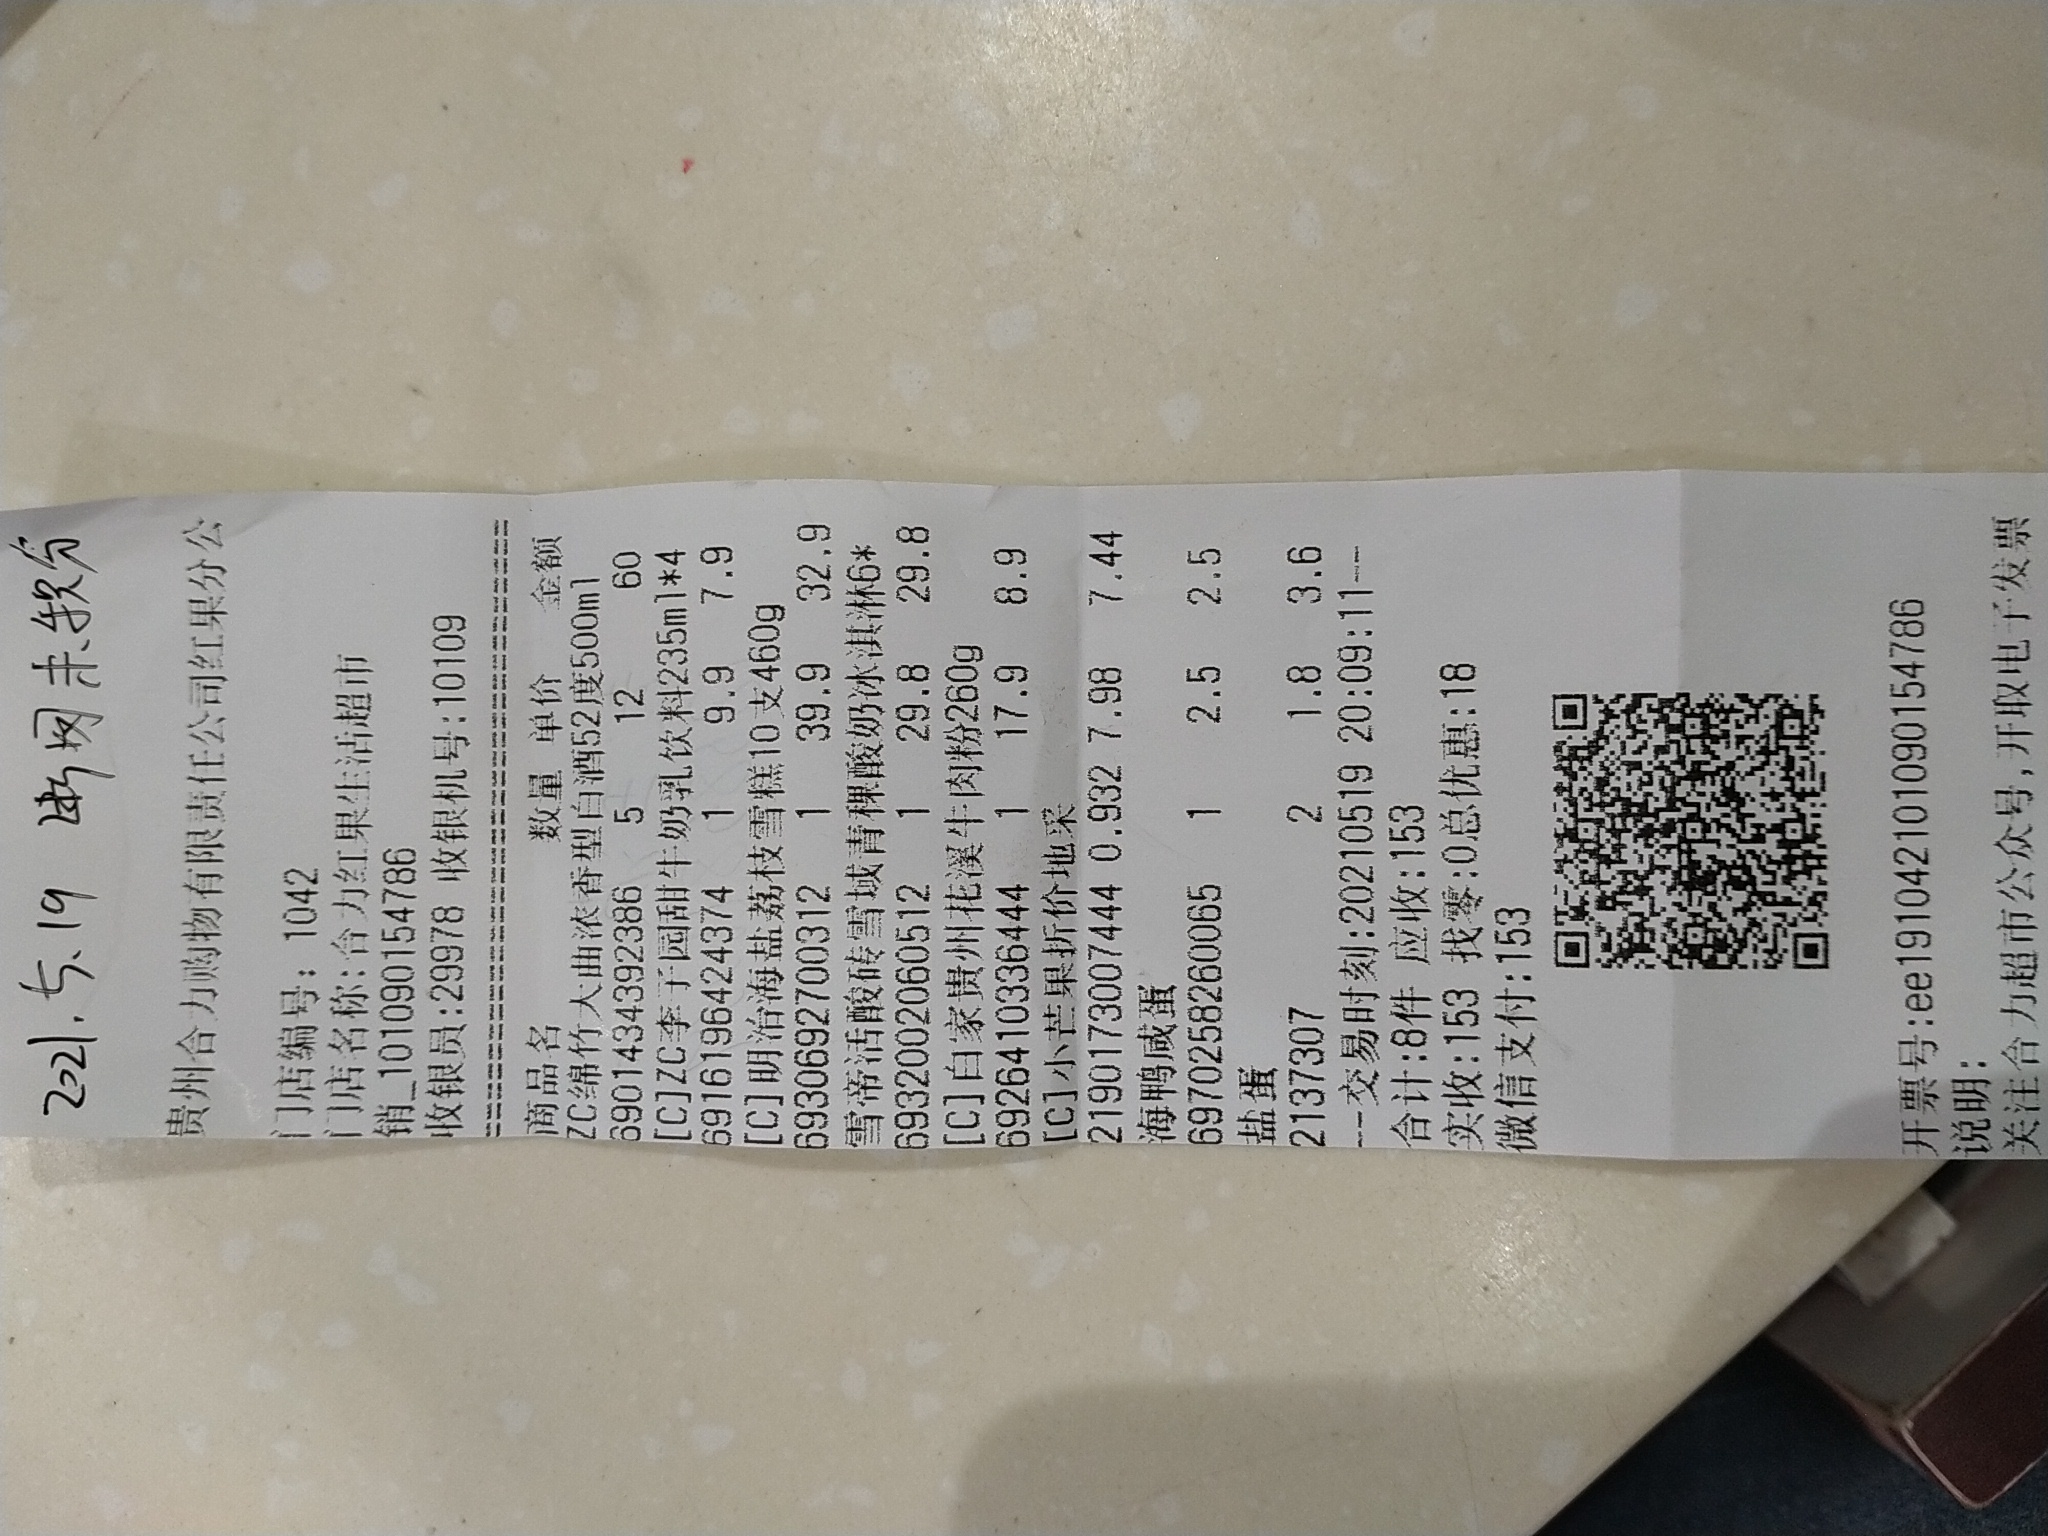 2021.5.19 断网未积分
贵州合力购物有限责任公司红果分公
门店编号: 1042
门店名称:合力红果生活超市
销_101090154786
收银员:29978 收银机号:10109
商品名 数量 单价 金额
ZC绵竹大曲浓香型白酒52度500ml
6901434392386 5 12 60
[C]ZC李子园甜牛奶乳饮料235ml*4
6916196424374 1 9.9 7.9
[C]明治海盐荔枝雪糕10支460g
6930692700312 1 39.9 32.9
雪帝活酸砖雪域青稞酸奶冰淇淋6*
6932002060512 1 29.8 29.8
[C]白家贵州花溪牛肉粉260g
6926410336444 1 17.9 8.9
[C]小芒果折价地采
2190173007444 0.932 7.98 7.44
海鸭咸蛋
6970258260065 1 2.5 2.5
盐蛋
2137307 2 1.8 3.6
--交易时刻:20210519 20:09:11--
合计:8件 应收:153
实收:153 找零:0总优惠:18
微信支付:153
开票号:ee191042101090154786
说明:
关注合力超市公众号,开取电子发票